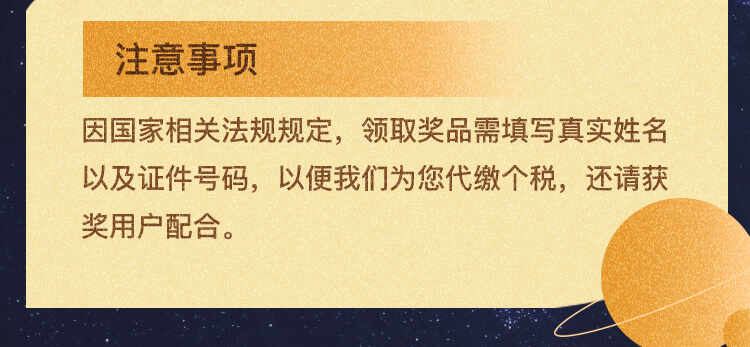 注意事项
因国家相关法规规定，领取奖品需填写真实姓名
以及证件号码，以便我们为您代缴个税，还请获
奖用户配合。